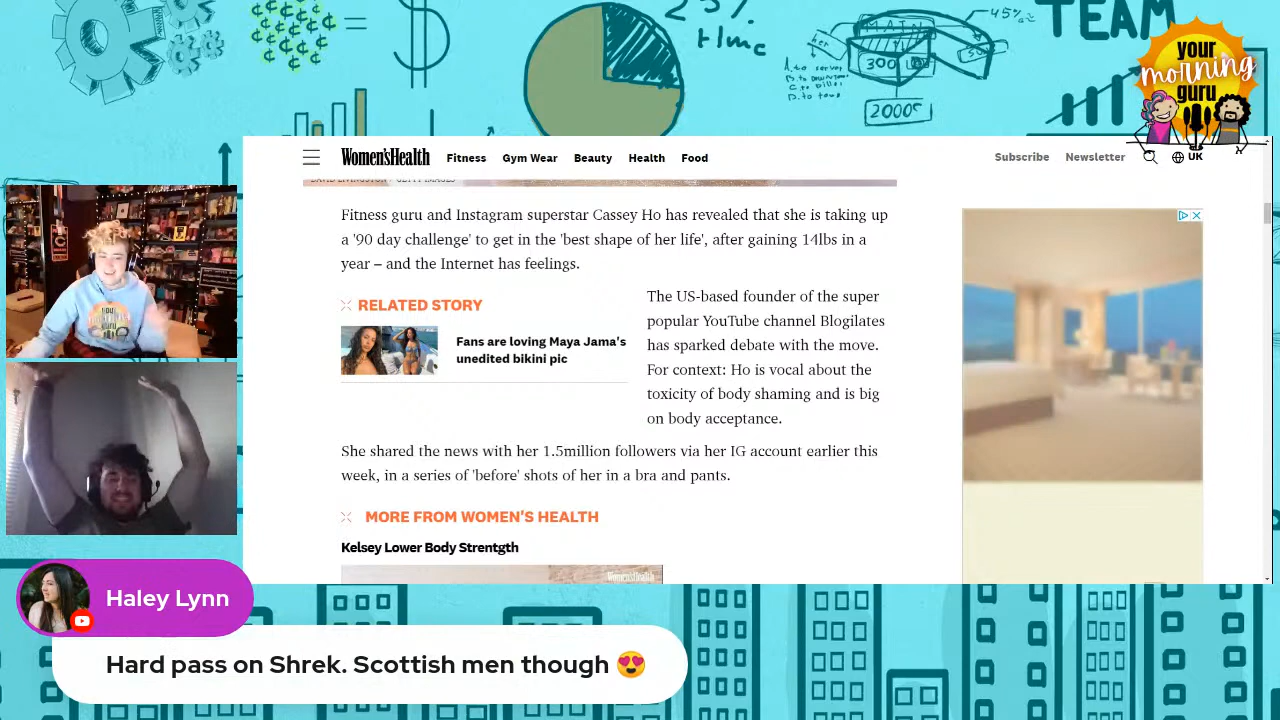 25%
time
MATH
300
45%
2000€
TEAM
your
morning
guru
Women'sHealth
Fitness
Gym Wear
Beauty
Health
Food
Subscribe
Newsletter
UK
Fitness guru and Instagram superstar Cassey Ho has revealed that she is taking up
a '90 day challenge' to get in the 'best shape of her life', after gaining 14lbs in a
year – and the Internet has feelings.
RELATED STORY
Fans are loving Maya Jama's
unedited bikini pic
The US-based founder of the super
popular YouTube channel Blogilates
has sparked debate with the move.
For context: Ho is vocal about the
toxicity of body shaming and is big
on body acceptance.
She shared the news with her 1.5million followers via her IG account earlier this
week, in a series of 'before' shots of her in a bra and pants.
MORE FROM WOMEN'S HEALTH
Kelsey Lower Body Strentgth
Women'sHealth
Haley Lynn
Hard pass on Shrek. Scottish men though 😍